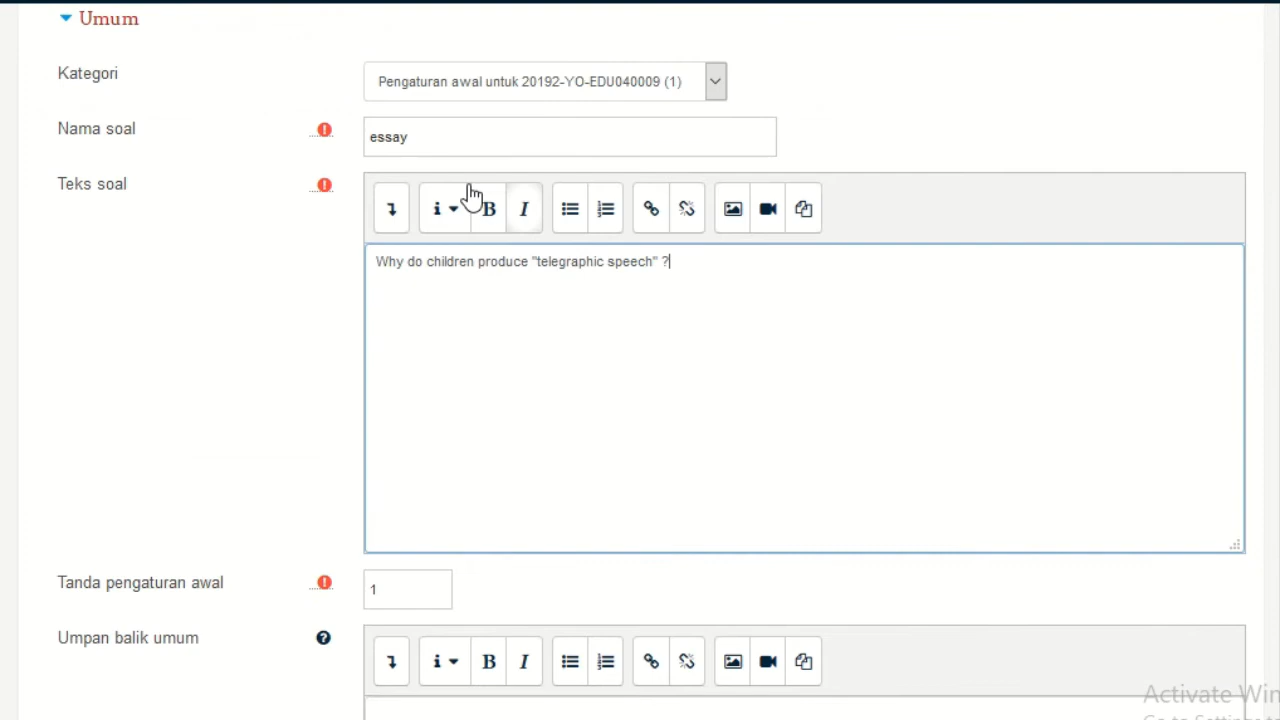 Umum
Kategori
Pengaturan awal untuk 20192-YO-EDU040009 (1)
Nama soal
essay
Teks soal
i B I
Why do children produce "telegraphic speech" ?
Tanda pengaturan awal
1
Umpan balik umum
i B I
Activate Win